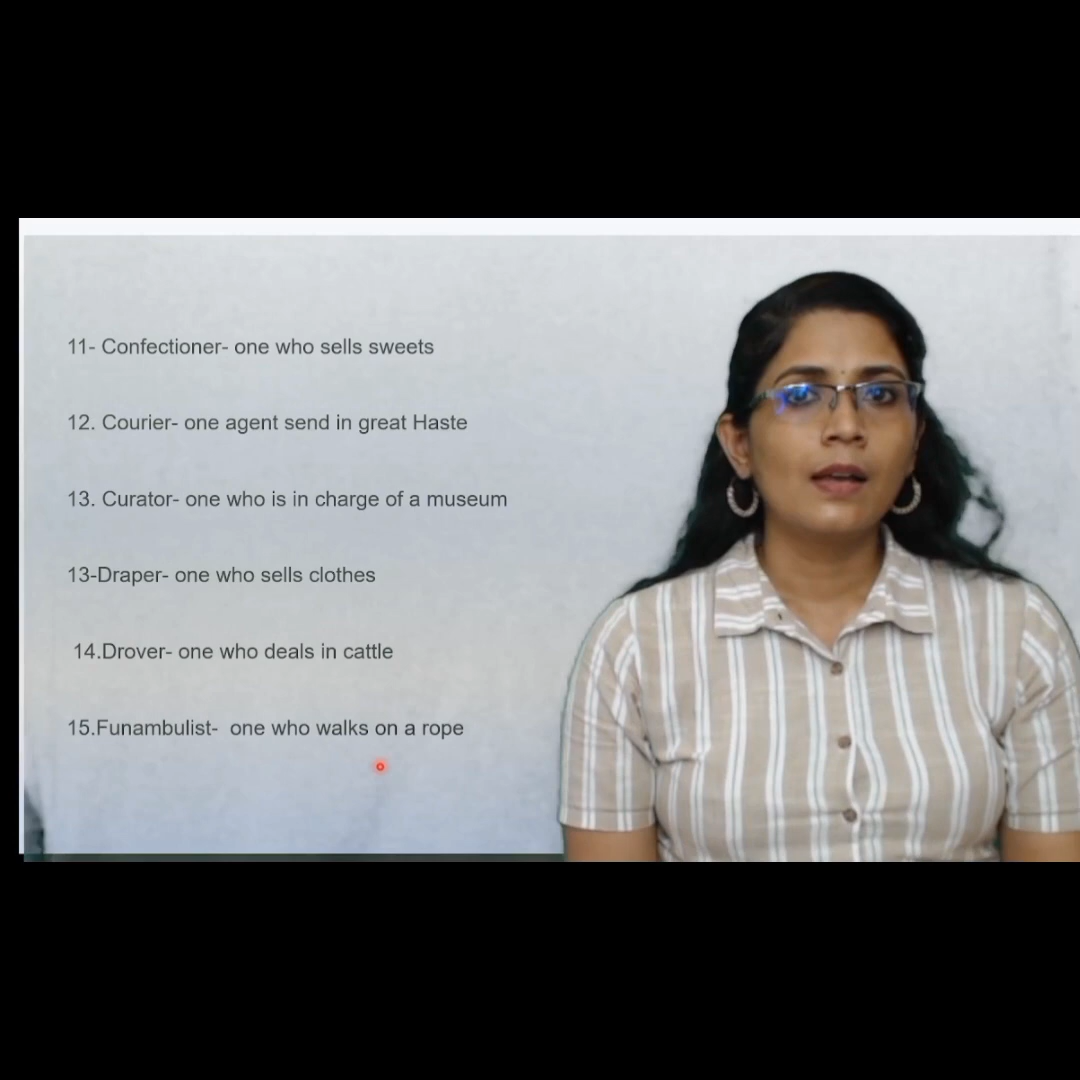 11- Confectioner- one who sells sweets
12. Courier- one agent send in great Haste
13. Curator- one who is in charge of a museum
13-Draper- one who sells clothes
14.Drover- one who deals in cattle
15.Funambulist-  one who walks on a rope